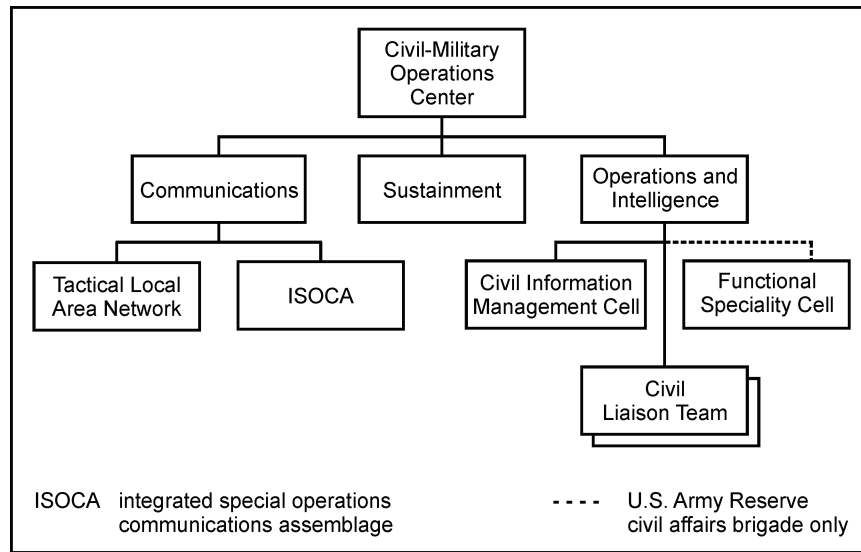 Civil-Military
Operations
Center
Communications
Sustainment
Operations and
Intelligence
Tactical Local
Area Network
ISOCA
Civil Information
Management Cell
Functional
Speciality Cell
Civil
Liaison Team
ISOCA integrated special operations
communications assemblage
U.S. Army Reserve
civil affairs brigade only